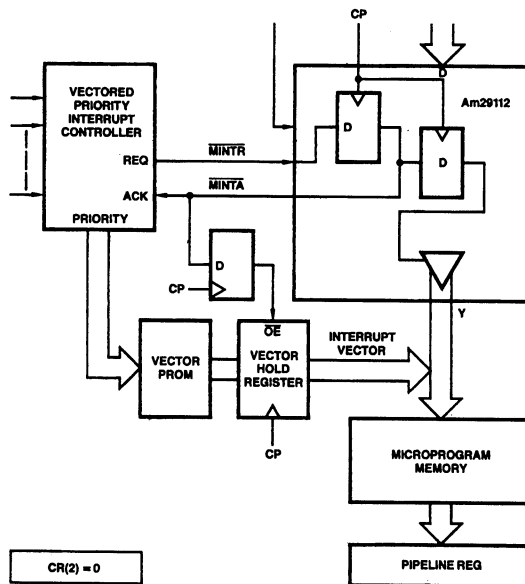 CP
D
Am29112
VECTORED
PRIORITY
INTERRUPT
CONTROLLER
D
D
REQ
MINTR
ACK
MINTA
PRIORITY
D
CP
Y
OE
VECTOR
PROM
VECTOR
HOLD
REGISTER
INTERRUPT
VECTOR
CP
MICROPROGRAM
MEMORY
CR(2) = 0
PIPELINE REG